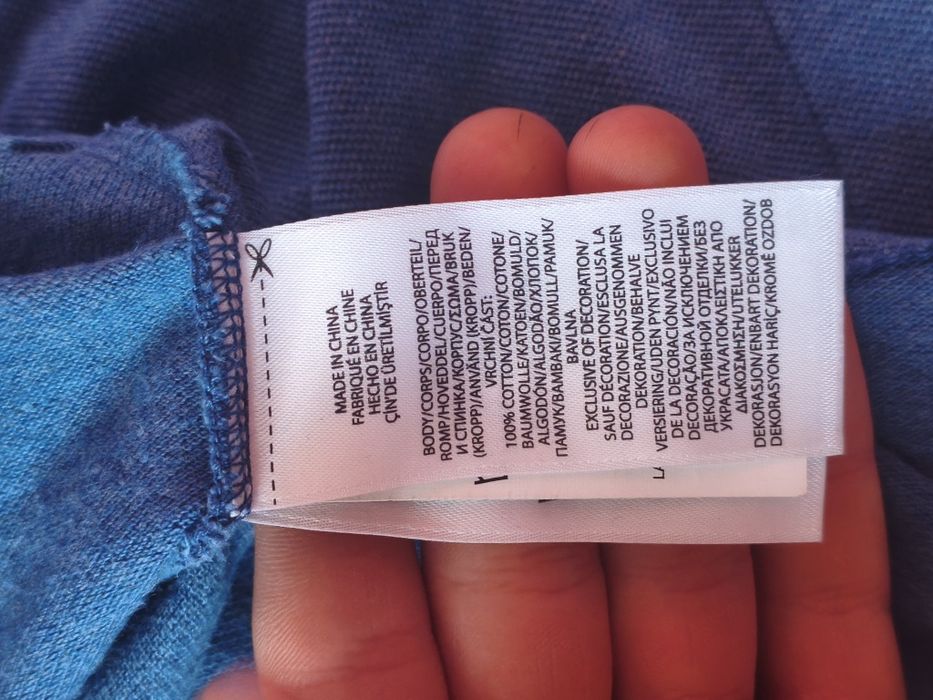 MADE IN CHINA
FABRIQUÉ EN CHINE
HECHO EN CHINA
ÇİN'DE ÜRETİLMİŞTİR
BODY/CORPS/CORPO/OBERTEIL/
ROMP/HOVEDDEL/CUERPO/ПЕРЕД
И СПИНКА/КОРПУС/ΣΩΜΑ/BRUK
(KROPP)/ANVÄND (KROPP)/BEDEN/
VRCHNÍ ČÁST:
100% COTTON/COTON/COTONE/
BAUMWOLLE/KATOEN/BOMULD/
ALGODÓN/ALGODÃO/ХЛОПОК/
ПАМУК/ΒΑΜΒΑΚΙ/BOMULL/PAMUK/
BAVLNA
EXCLUSIVE OF DECORATION/
SAUF DÉCORATION/ESCLUSA LA
DECORAZIONE/AUSGENOMMEN
DEKORATION/BEHALVE
VERSIERING/UDEN PYNT/EXCLUSIVO
DE LA DECORACIÓN/NÃO INCLUI
DECORAÇÃO/ЗА ИСКЛЮЧЕНИЕМ
ДЕКОРАТИВНОЙ ОТДЕЛКИ/БЕЗ
УКРАСАТА/ΑΠΟΚΛΕΙΣΤΙΚΗ ΑΠΟ
ΔΙΑΚΟΣΜΗΣΗ/UTELUKKER
DEKORASJON/ENBART DEKORATION/
DEKORASYON HARİÇ/KROMĚ OZDOB